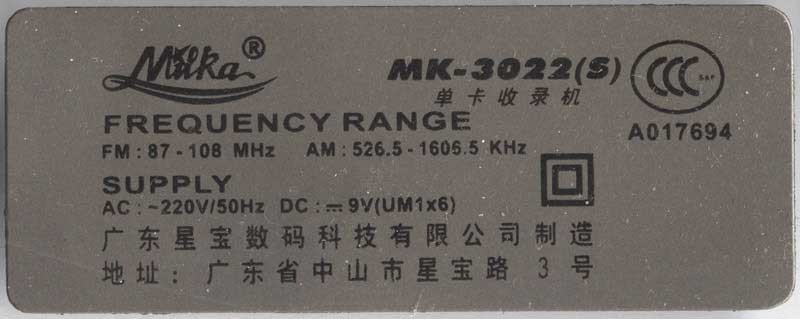 Milka®
MK-3022(S)
单卡收录机
CCC S&F
A017694
FREQUENCY RANGE
FM : 87 - 108 MHz AM : 526.5 - 1606.5 KHz
SUPPLY
AC : ~220V/50Hz DC : ⎓ 9V(UM1x6)
广东星宝数码科技有限公司制造
地址: 广东省中山市星宝路 3 号